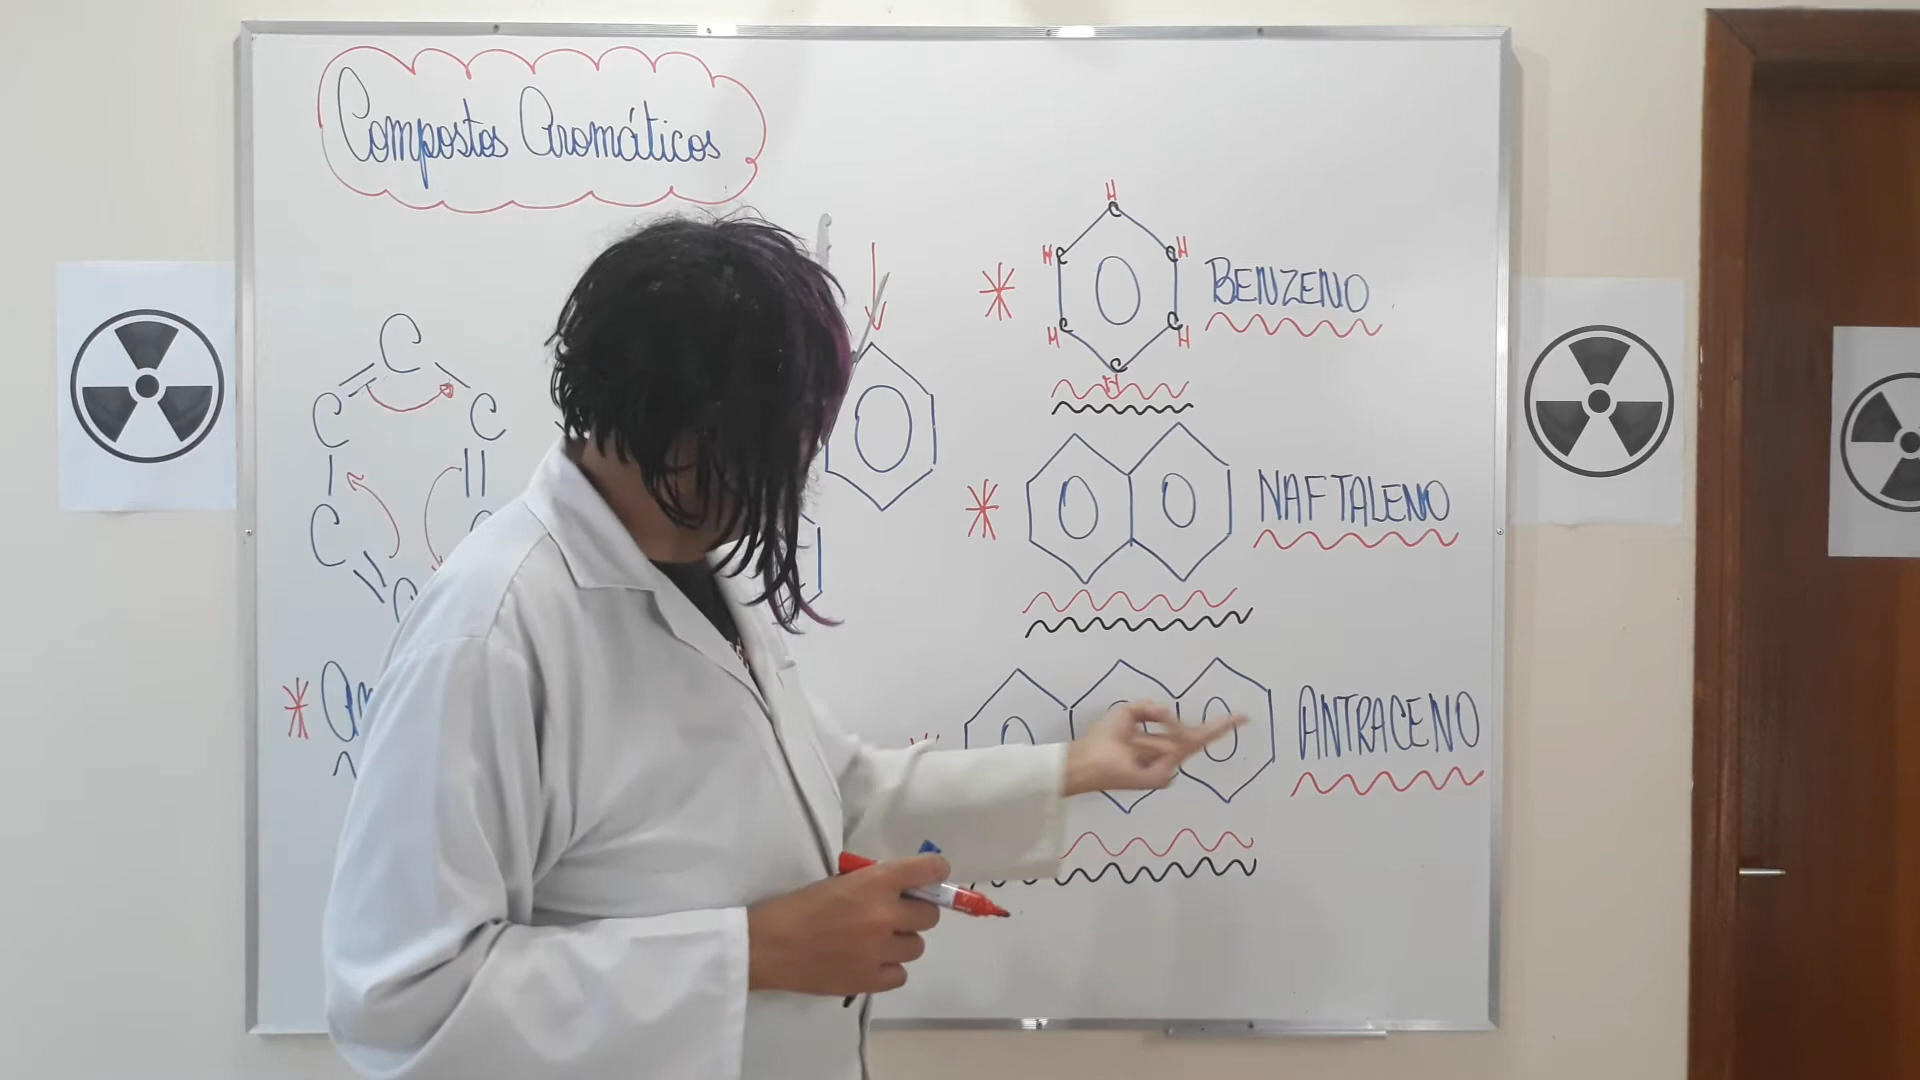 Compostos Aromáticos
H
H C C H
H C C H
C
H
BENZENO
C
C C
C
C
NAFTALENO
ANTRACENO